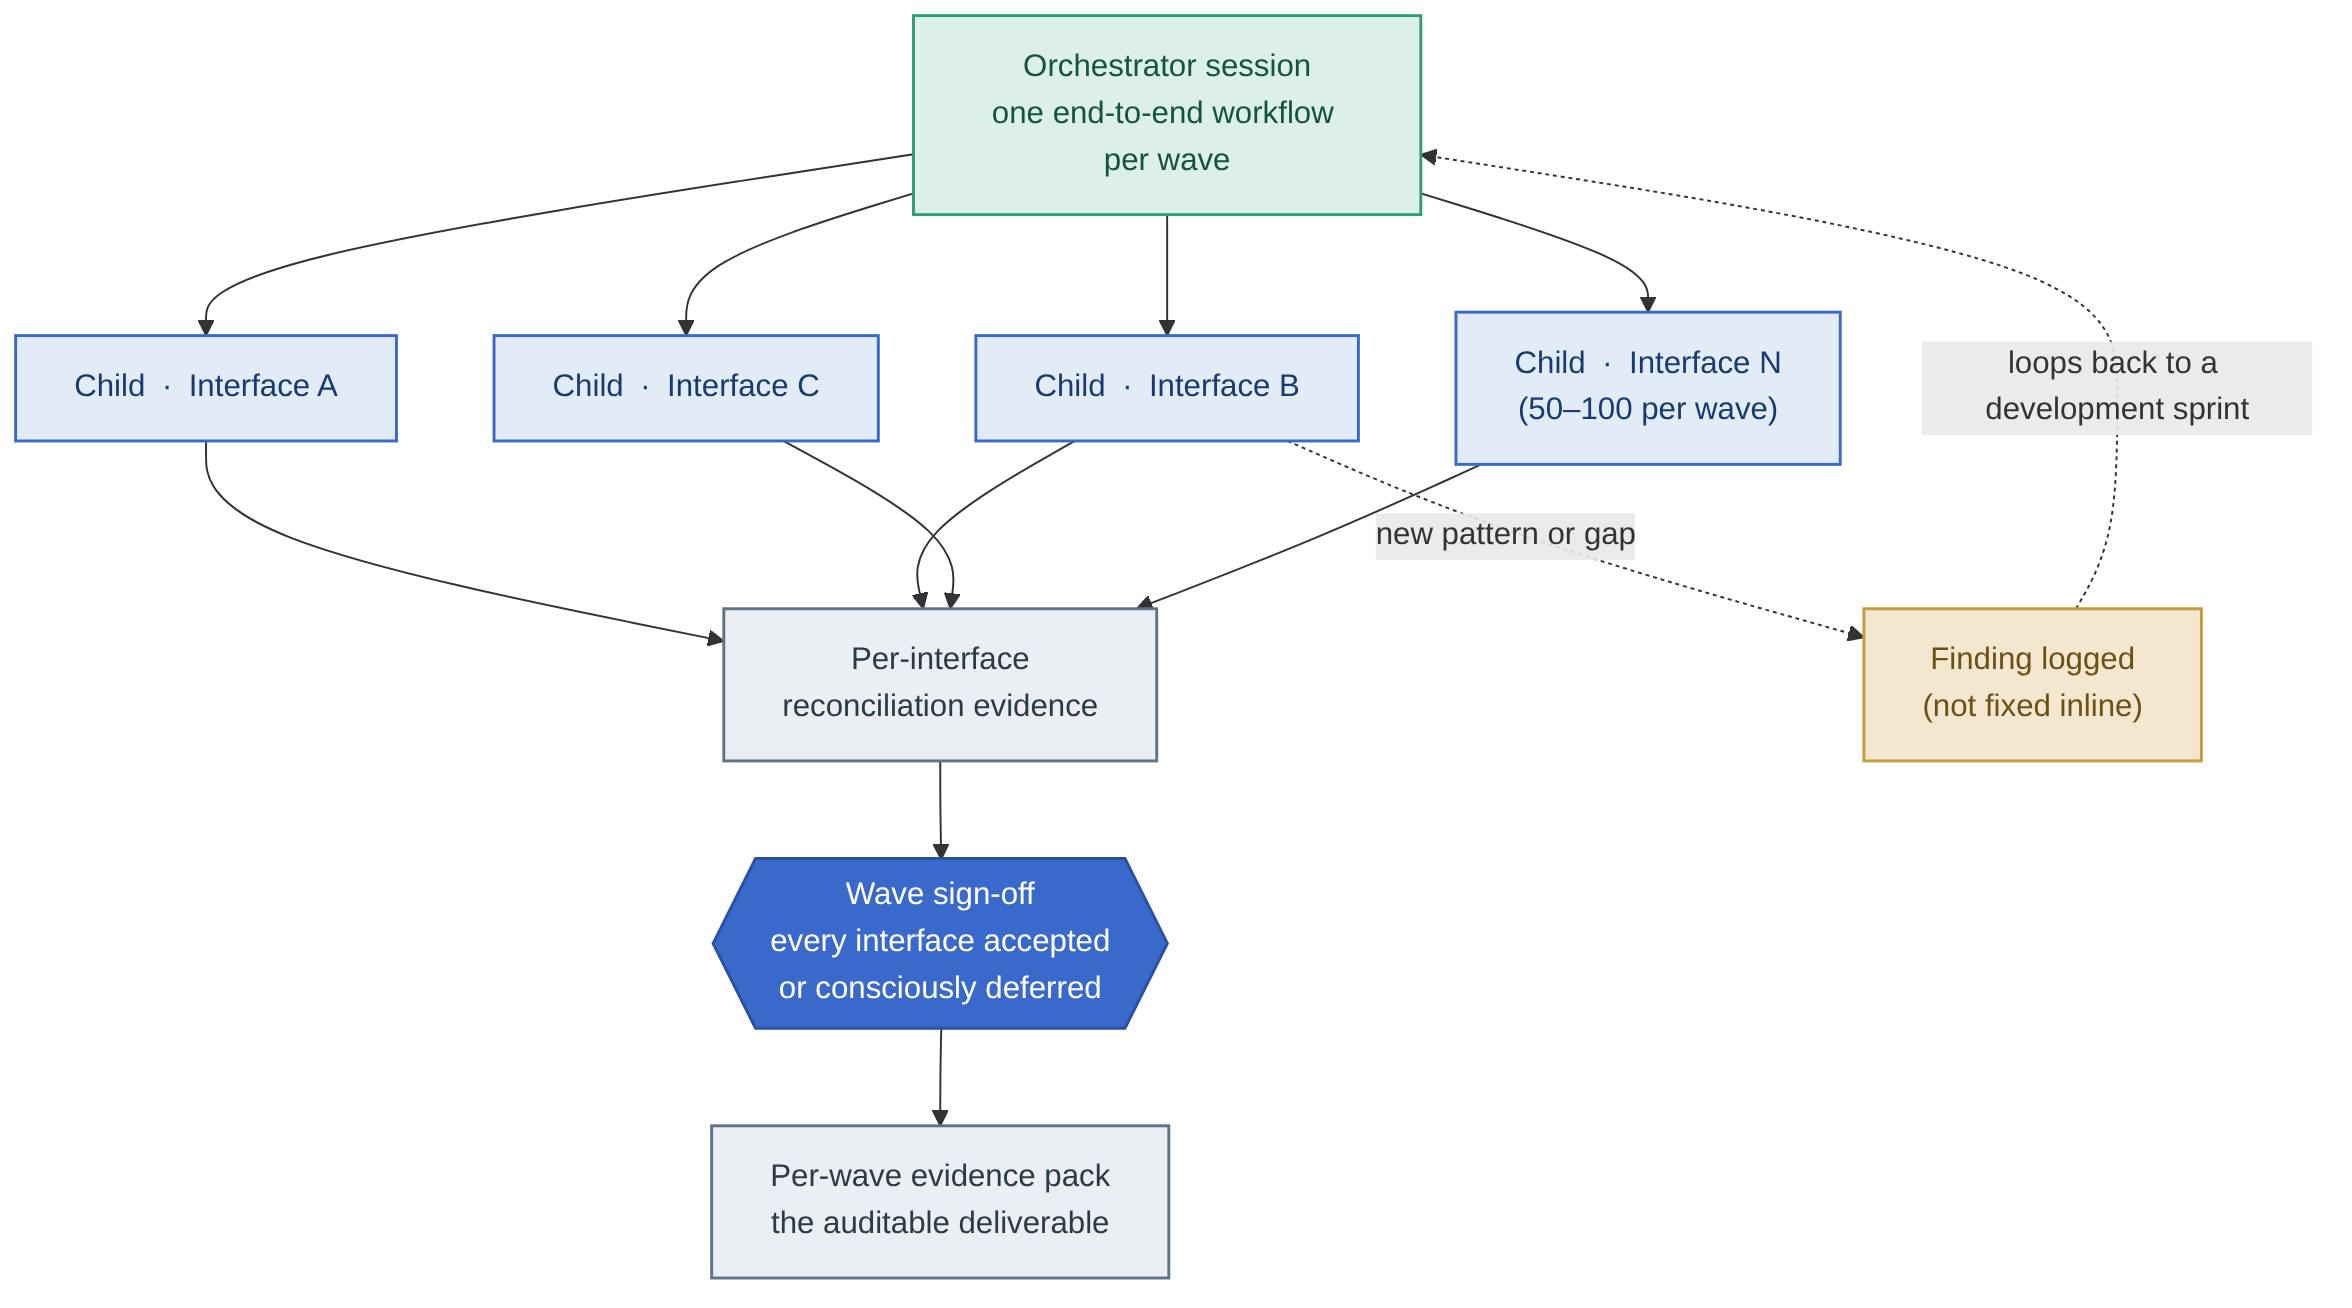 Orchestrator session
one end-to-end workflow
per wave
Child · Interface A
Child · Interface C
Child · Interface B
Child · Interface N
(50–100 per wave)
loops back to a
development sprint
new pattern or gap
Per-interface
reconciliation evidence
Finding logged
(not fixed inline)
Wave sign-off
every interface accepted
or consciously deferred
Per-wave evidence pack
the auditable deliverable